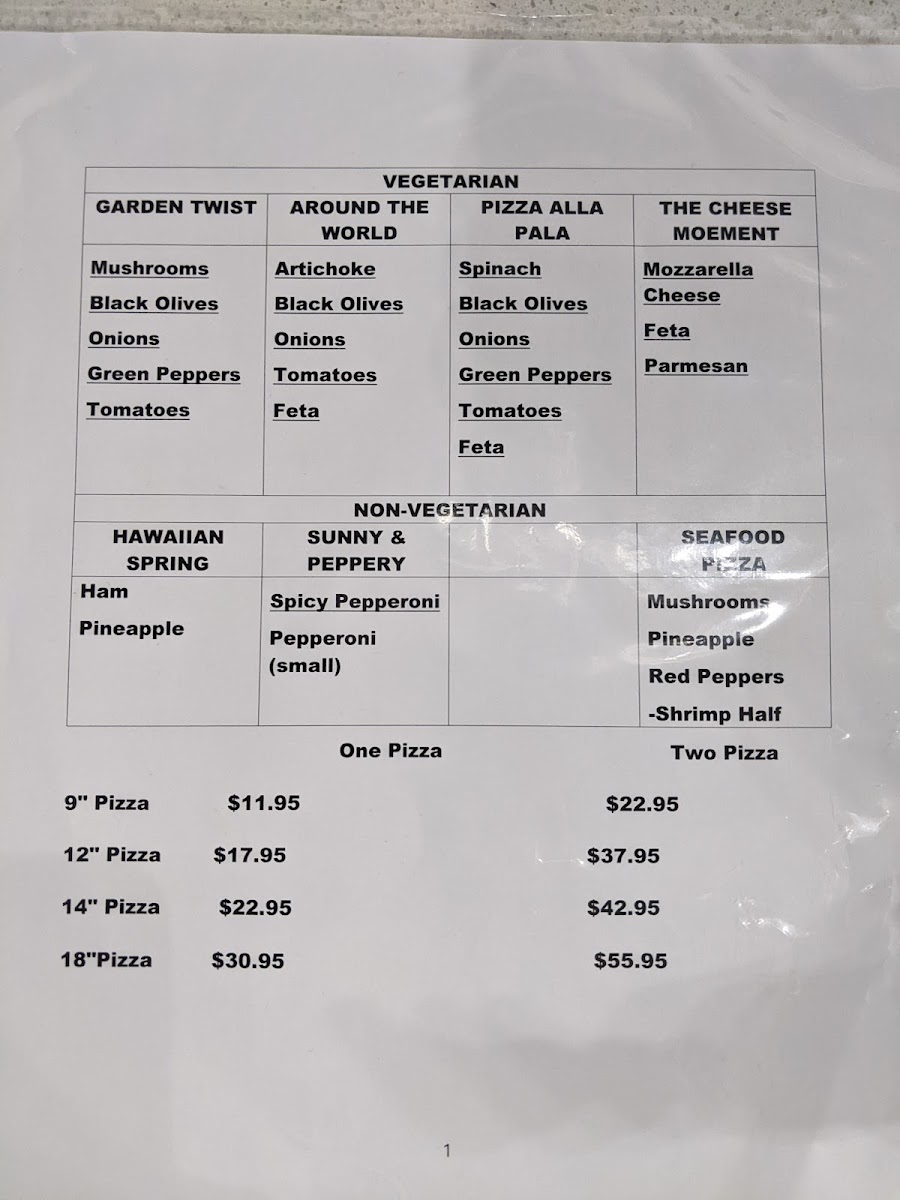 VEGETARIAN
GARDEN TWIST
AROUND THE
WORLD
PIZZA ALLA
PALA
THE CHEESE
MOEMENT
Mushrooms
Black Olives
Onions
Green Peppers
Tomatoes
Artichoke
Black Olives
Onions
Tomatoes
Feta
Spinach
Black Olives
Onions
Green Peppers
Tomatoes
Feta
Mozzarella
Cheese
Feta
Parmesan
NON-VEGETARIAN
HAWAIIAN
SPRING
SUNNY &
PEPPERY
SEAFOOD
PIZZA
Ham
Pineapple
Spicy Pepperoni
Pepperoni
(small)
Mushrooms
Pineapple
Red Peppers
-Shrimp Half
One Pizza Two Pizza
9" Pizza $11.95 $22.95
12" Pizza $17.95 $37.95
14" Pizza $22.95 $42.95
18"Pizza $30.95 $55.95
1